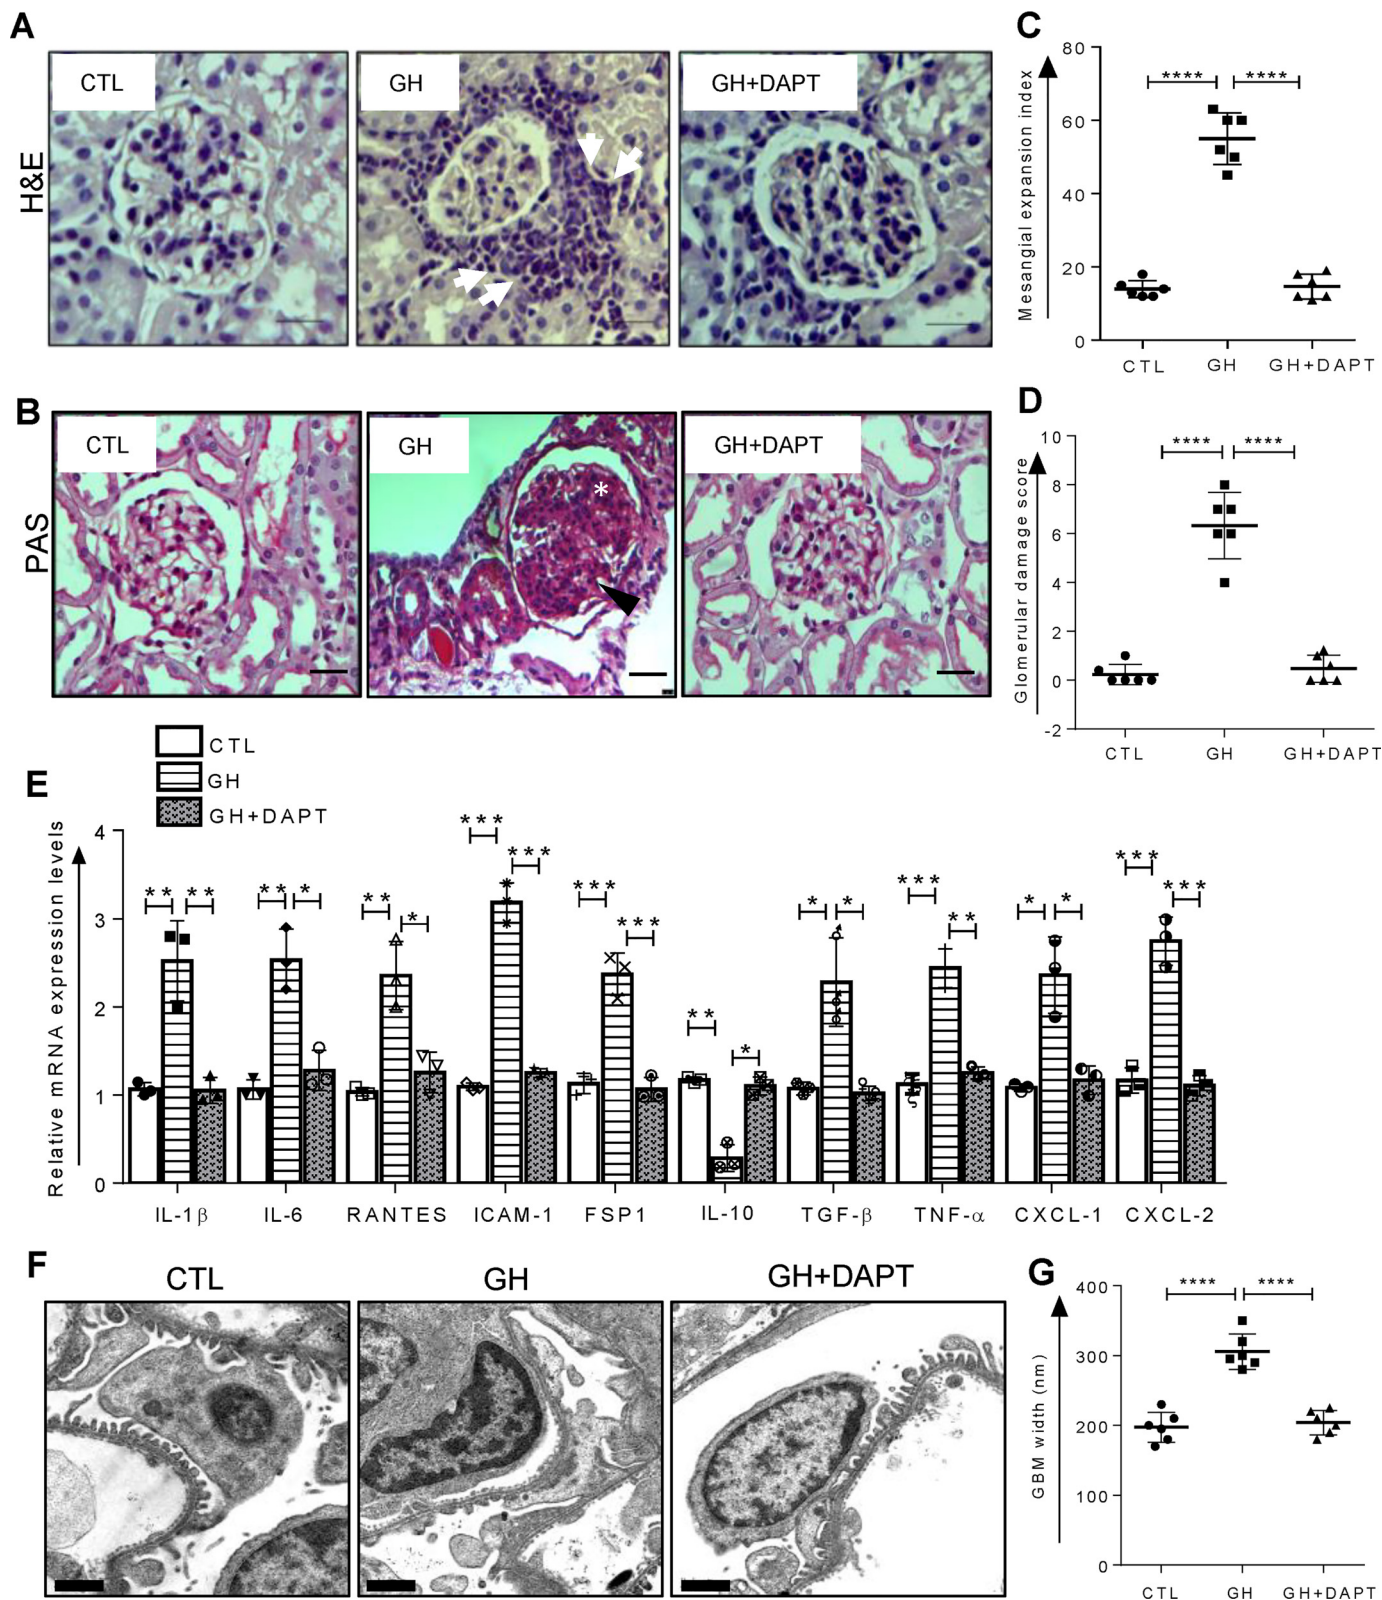 A
CTL
GH
GH+DAPT
H&E
C
Mesangial expansion index
80
60
40
20
0
**** ****
CTL GH GH+DAPT
B
CTL
GH
GH+DAPT
PAS
*
D
Glomerular damage score
10
8
6
4
2
0
-2
**** ****
CTL GH GH+DAPT
CTL
GH
GH+DAPT
E
Relative mRNA expression levels
4
3
2
1
0
** ** ** * ** * *** *** *** *** ** * * * *** ** * * *** ***
IL-1β IL-6 RANTES ICAM-1 FSP1 IL-10 TGF-β TNF-α CXCL-1 CXCL-2
F
CTL GH GH+DAPT
G
GBM width (nm)
400
300
200
100
0
**** ****
CTL GH GH+DAPT